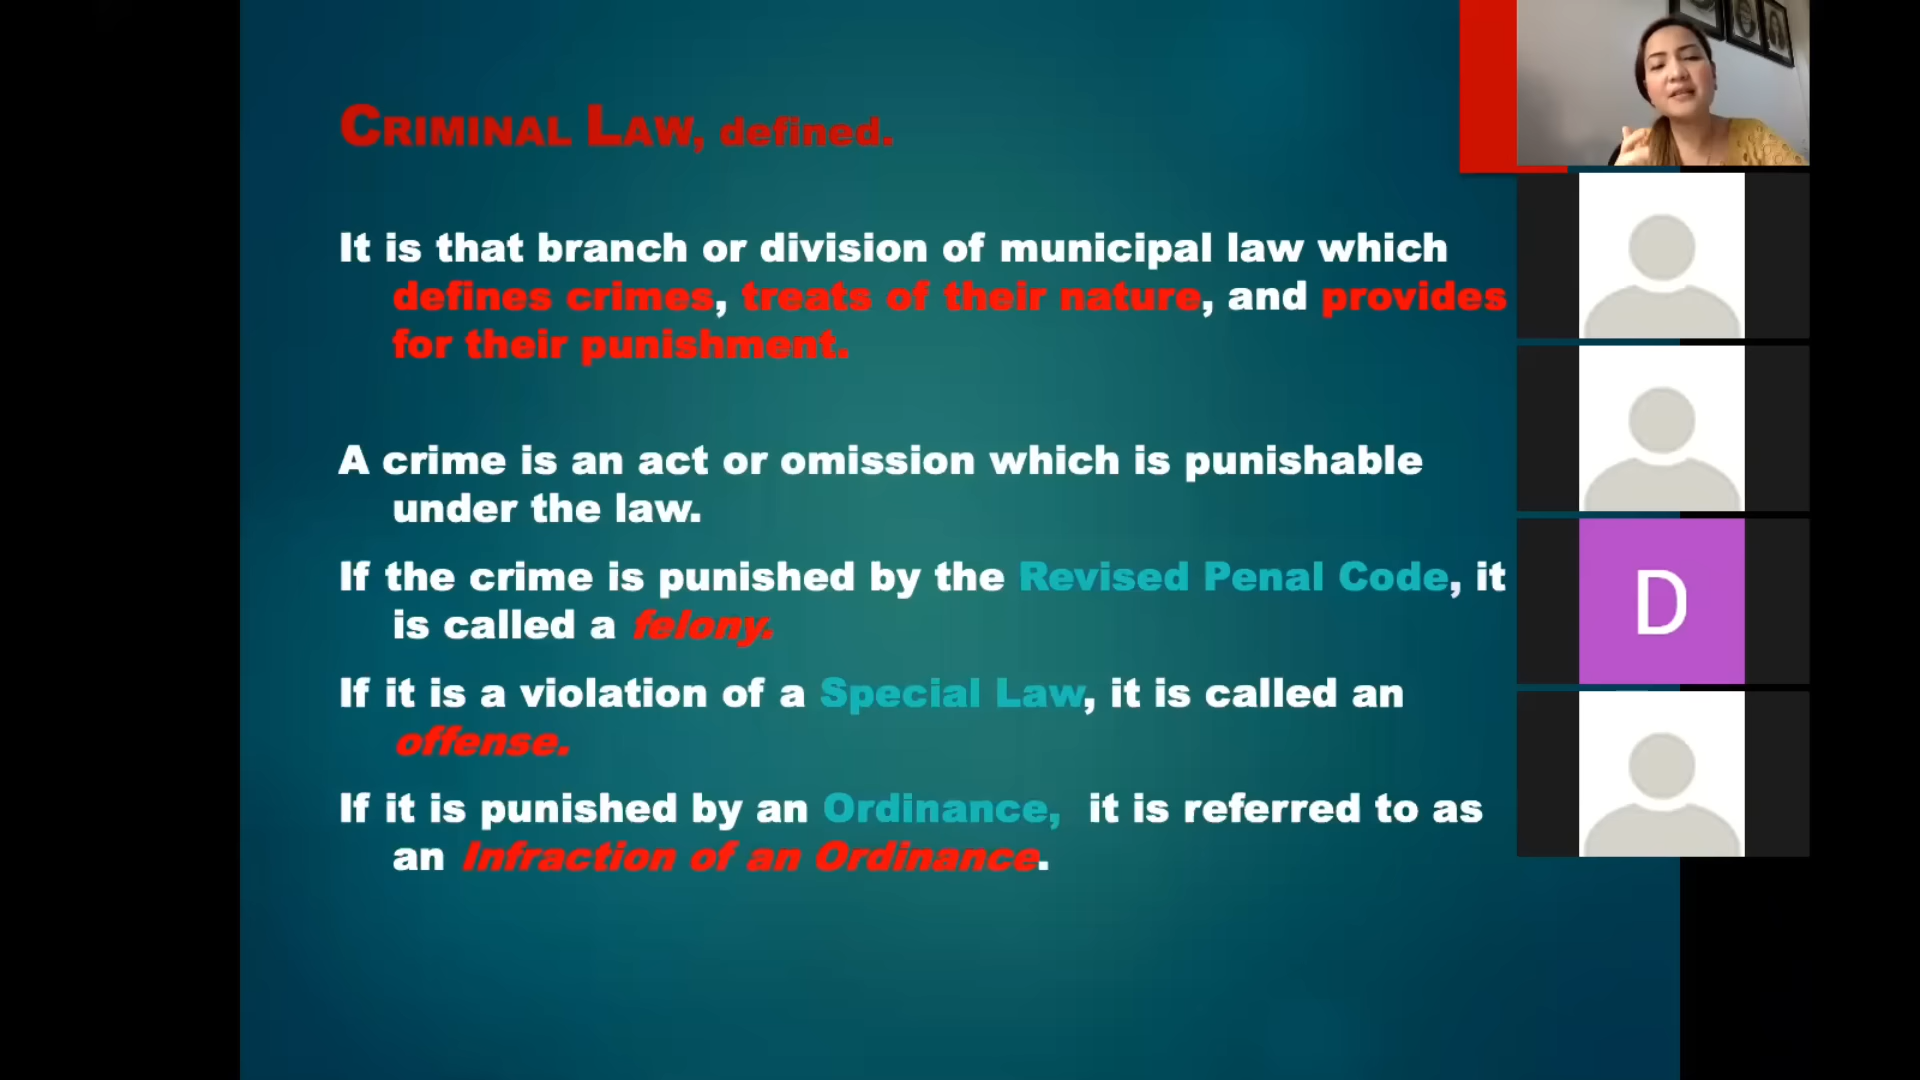 CRIMINAL LAW, defined.
It is that branch or division of municipal law which
defines crimes, treats of their nature, and provides
for their punishment.
A crime is an act or omission which is punishable
under the law.
If the crime is punished by the Revised Penal Code, it
is called a felony.
If it is a violation of a Special Law, it is called an
offense.
If it is punished by an Ordinance, it is referred to as
an Infraction of an Ordinance.
D